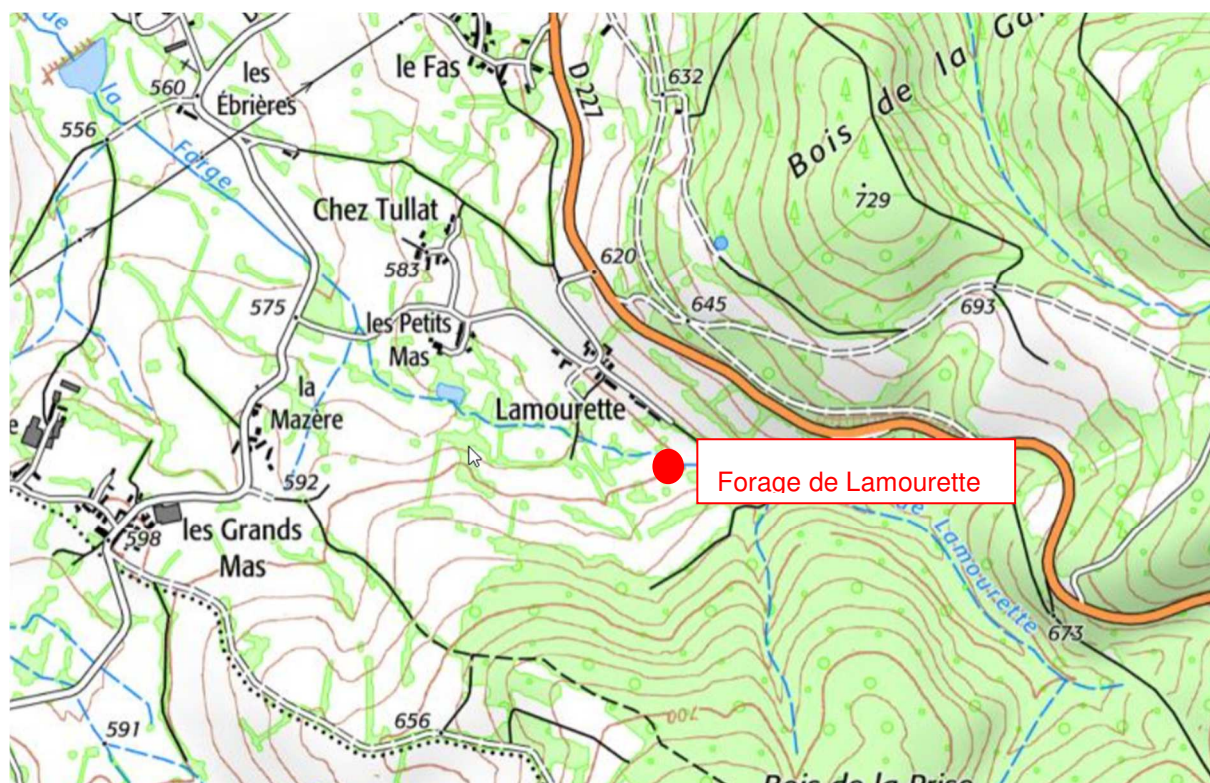 la
Forge
556
560
les
Ébrières
le Fas
D 227
632
Bois de la
729
Chez Tullat
583
620
645
693
575
les Petits
Mas
la
Mazère
Lamourette
592
598
les Grands
Mas
Forage de Lamourette
de Lamourette
673
656
700
591
Bois de la Prise